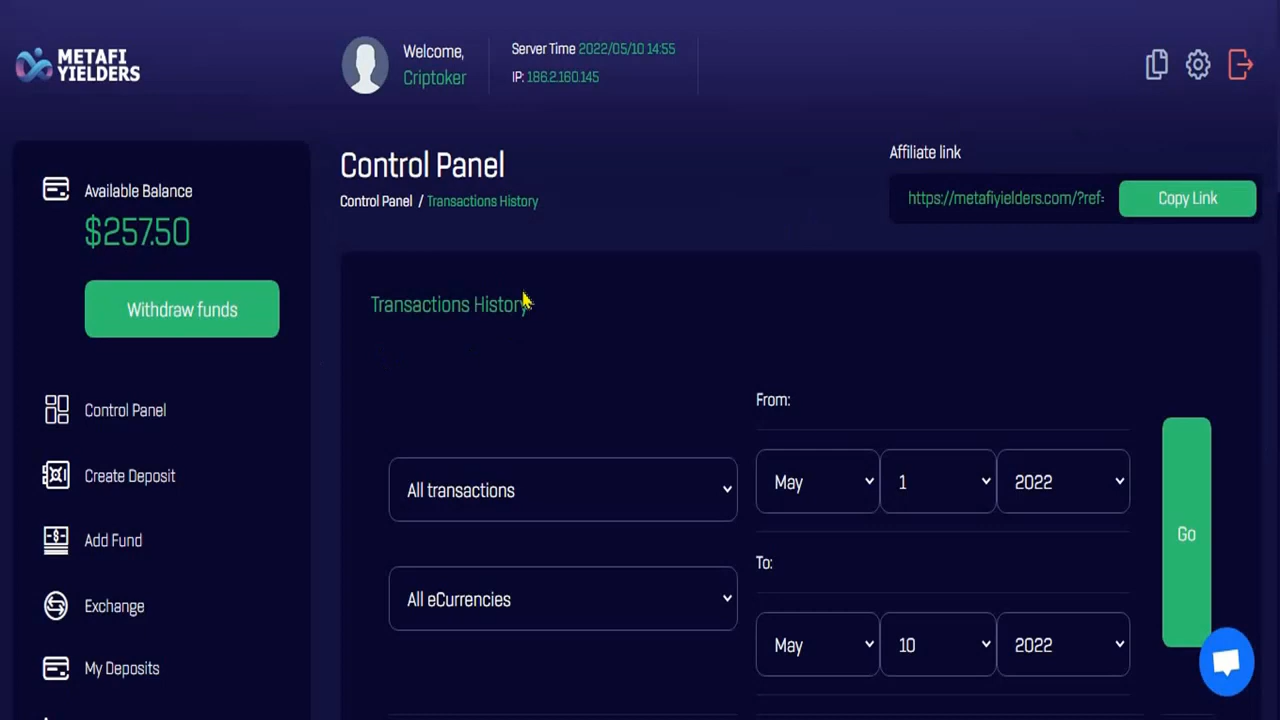 METAFI
YIELDERS
Welcome,
Criptoker
Server Time 2022/05/10 14:55
IP: 186.2.160.145
Available Balance
$257.50
Withdraw funds
Control Panel
Create Deposit
Add Fund
Exchange
My Deposits
Control Panel
Control Panel / Transactions History
Affiliate link
https://metafiyielders.com/?ref=
Copy Link
Transactions History
All transactions
All eCurrencies
From:
May 1 2022
To:
May 10 2022
Go